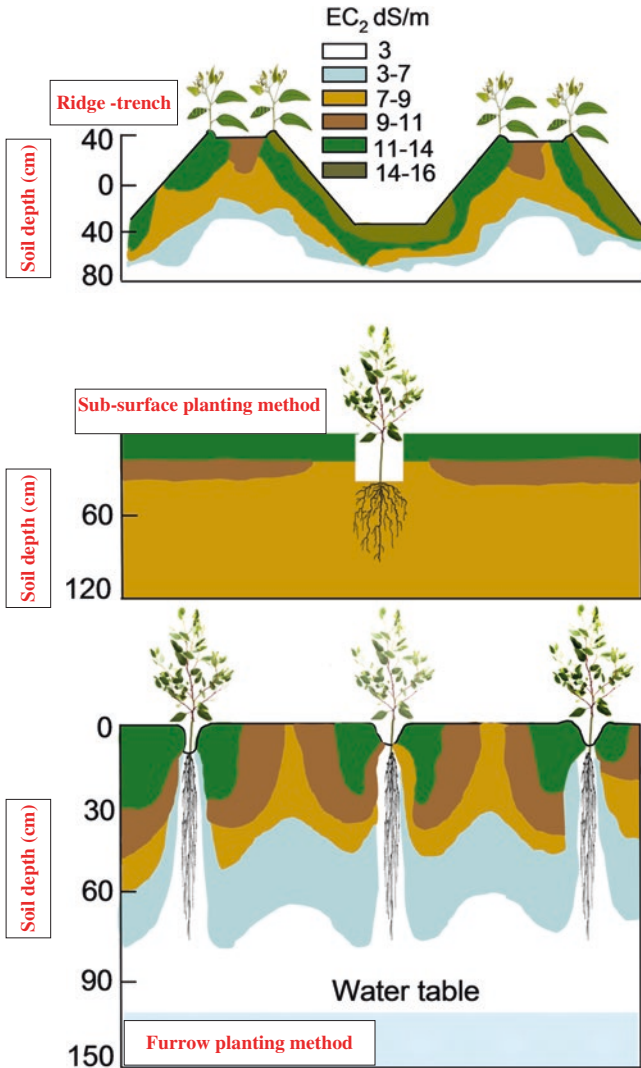 EC₂ dS/m
3
3-7
7-9
9-11
11-14
14-16
Ridge -trench
Soil depth (cm)
40
0
40
80
Sub-surface planting method
Soil depth (cm)
60
120
Soil depth (cm)
0
30
60
90
150
Water table
Furrow planting method